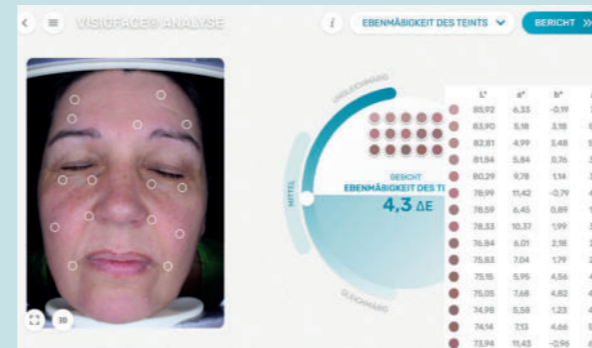 VISIOFACE® ANALYSE
i
EBENMÄßIGKEIT DES TEINTS
BERICHT
UNGLEICHMÄßIG
MITTEL
GLEICHMÄßIG
GESICHT
EBENMÄßIGKEIT DES TE
4,3 ΔE
3D
L* a* b*
85,92 6,33 -0,19
83,90 5,18 3,18
82,81 4,99 3,48
81,84 5,84 0,76
80,29 9,78 1,14
78,99 11,42 -0,79
78,59 6,45 0,89
78,33 10,37 1,99
76,84 6,01 2,18
75,83 7,04 1,79
75,15 5,95 4,56
75,05 7,68 4,82
74,98 5,58 1,23
74,14 7,13 4,66
73,94 11,43 -0,96